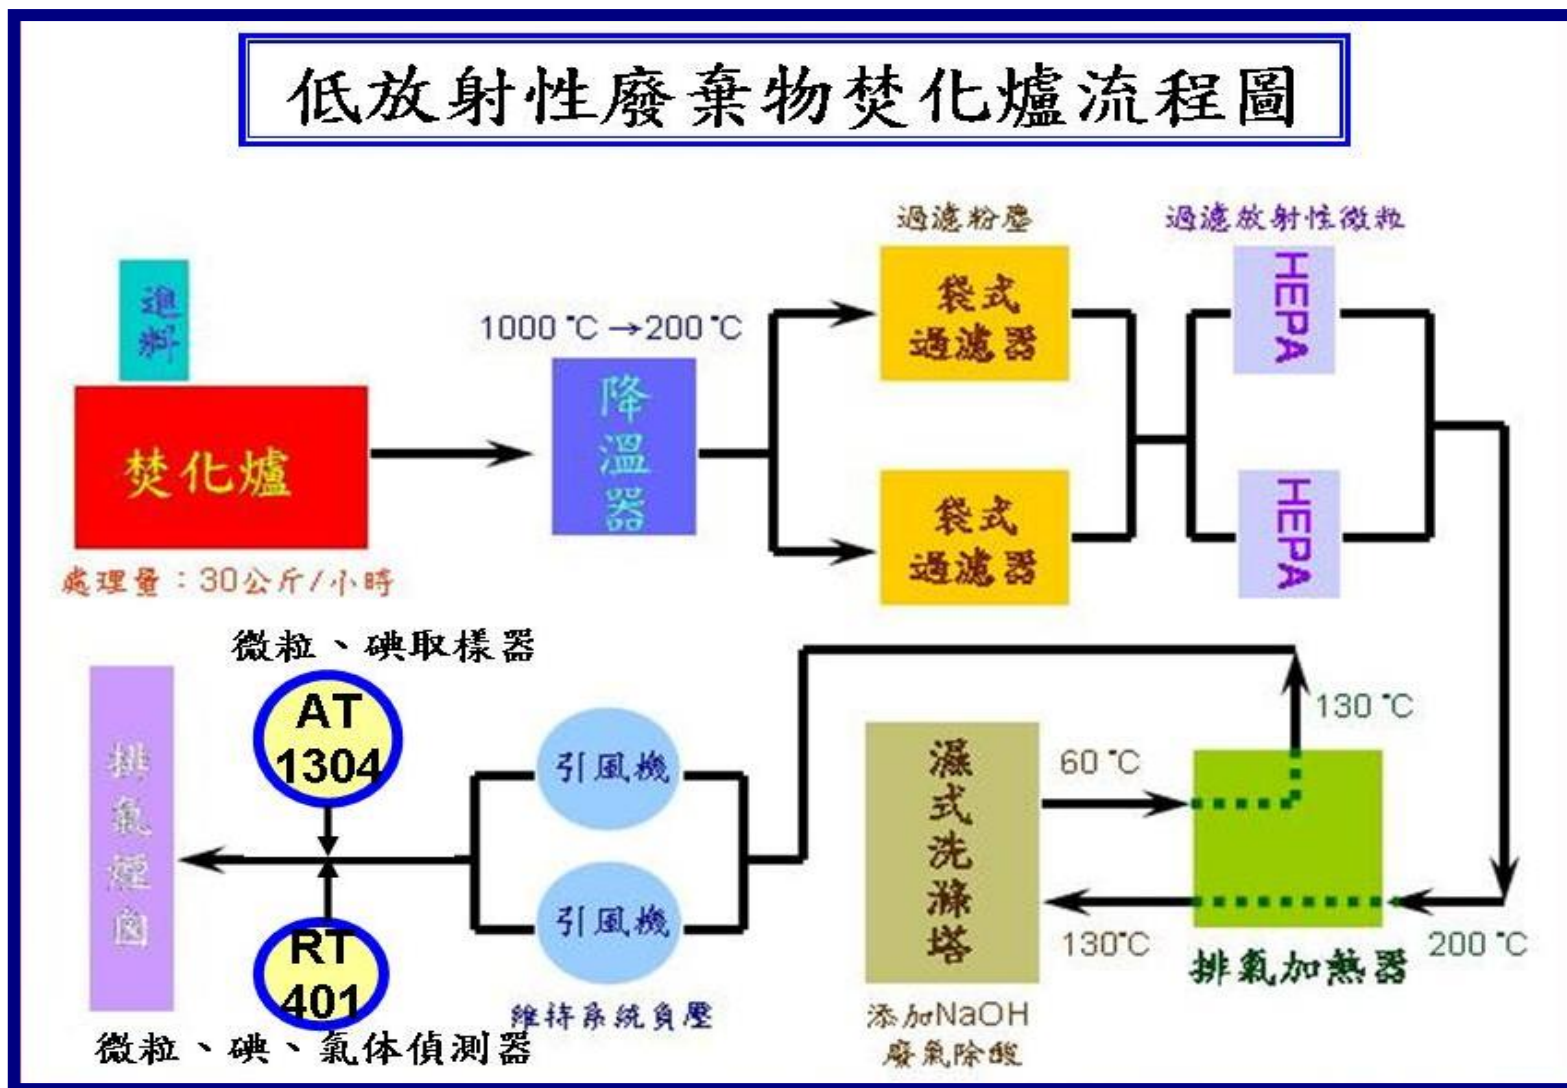 低放射性廢棄物焚化爐流程圖
過濾粉塵
過濾放射性微粒
進料
1000 ℃ →200 ℃
袋式
過濾器
HEPA
焚化爐
降溫器
袋式
過濾器
HEPA
處理量：30公斤/小時
微粒、碘取樣器
AT
1304
引風機
排氣煙囪
濕式洗滌塔
60 ℃
130 ℃
引風機
130℃
200 ℃
排氣加熱器
RT
401
維持系統負壓
添加NaOH
廢氣除酸
微粒、碘、氣体偵測器